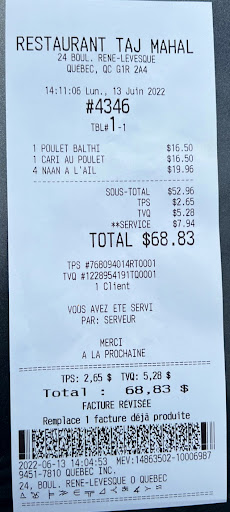 RESTAURANT TAJ MAHAL
24 BOUL. RENE-LEVESQUE
QUEBEC, QC G1R 2A4
14:11:06 Lun., 13 Juin 2022
#4346
TBL# 1 -1
1 POULET BALTHI $16.50
1 CARI AU POULET $16.50
4 NAAN A L'AIL $19.96
SOUS-TOTAL $52.96
TPS $2.65
TVQ $5.28
**SERVICE $7.94
TOTAL $68.83
TPS #768094014RT0001
TVQ #1228954191TQ0001
1 Client
VOUS AVEZ ETE SERVI
PAR: SERVEUR
MERCI
A LA PROCHAINE
TPS: 2,65 $ TVQ: 5,28 $
Total : 68,83 $
FACTURE REVISEE
Remplace 1 facture déjà produite
2022-06-13 14:04:53 MEV:14863502-10006987
9451-7810 QUEBEC INC.
24, BOUL. RENE-LEVESQUE O QUEBEC